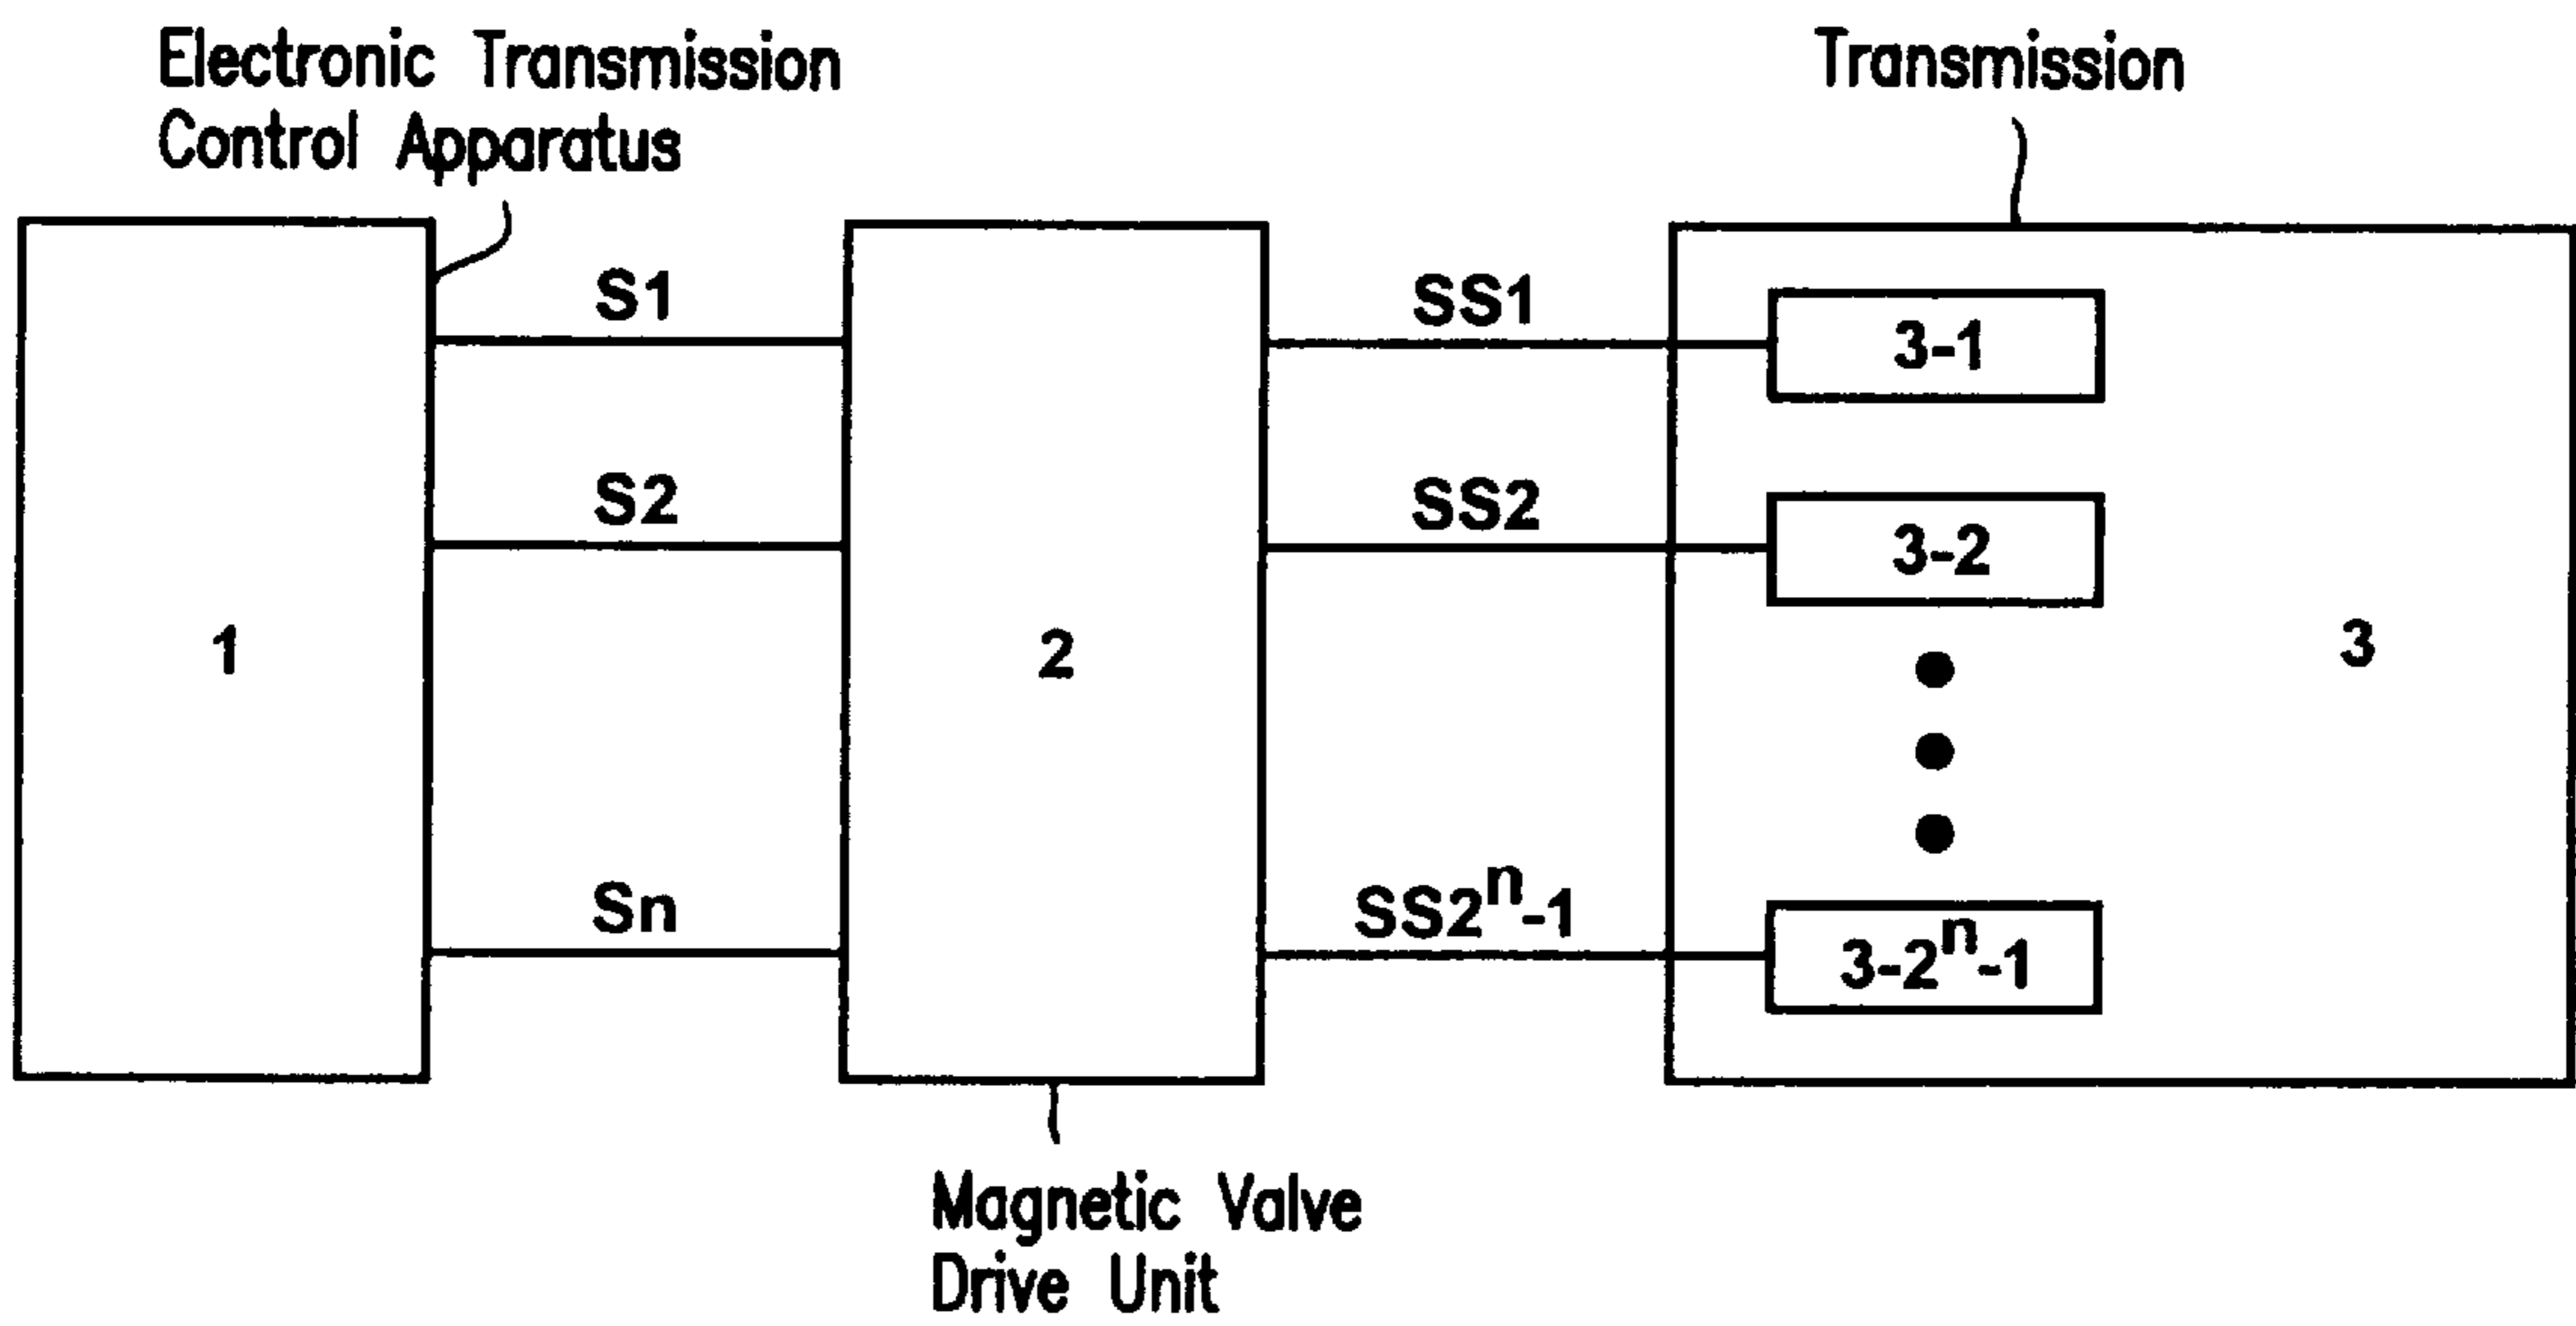 Electronic Transmission
Control Apparatus
Transmission
S1
SS1
3-1
S2
SS2
3-2
1
2
3
Sn
SS2ⁿ-1
3-2ⁿ-1
Magnetic Valve
Drive Unit